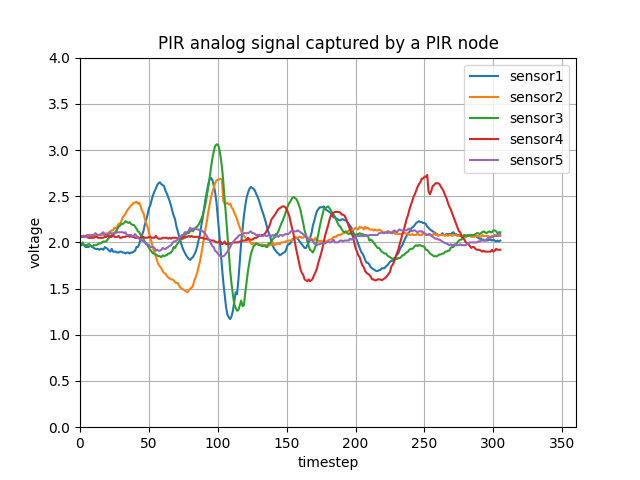 PIR analog signal captured by a PIR node
sensor1
sensor2
sensor3
sensor4
sensor5
voltage
4.0
3.5
3.0
2.5
2.0
1.5
1.0
0.5
0.0
0 50 100 150 200 250 300 350
timestep